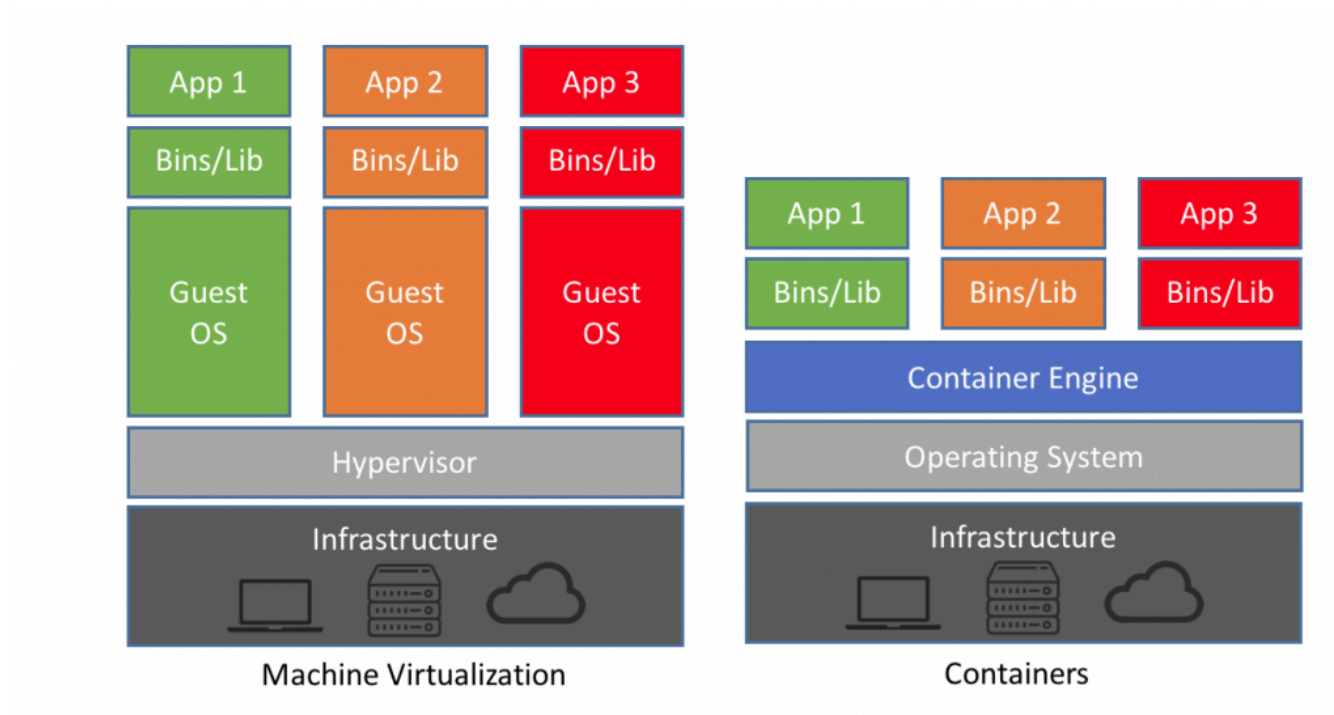 App 1
App 2
App 3
Bins/Lib
Bins/Lib
Bins/Lib
Guest
OS
Guest
OS
Guest
OS
Hypervisor
Infrastructure
Machine Virtualization
App 1
App 2
App 3
Bins/Lib
Bins/Lib
Bins/Lib
Container Engine
Operating System
Infrastructure
Containers